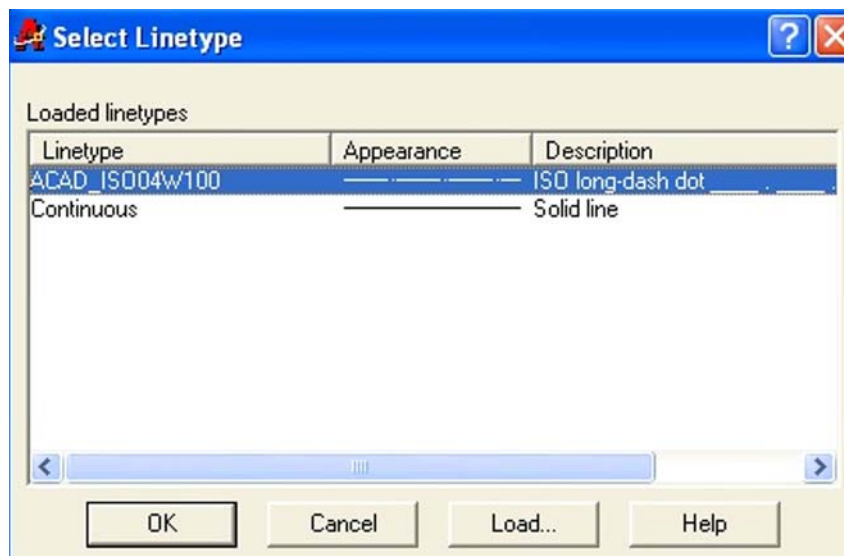 Select Linetype
Loaded linetypes
Linetype Appearance Description
ACAD_ISO04W100 ISO long-dash dot ____ . ____ .
Continuous Solid line
OK Cancel Load... Help